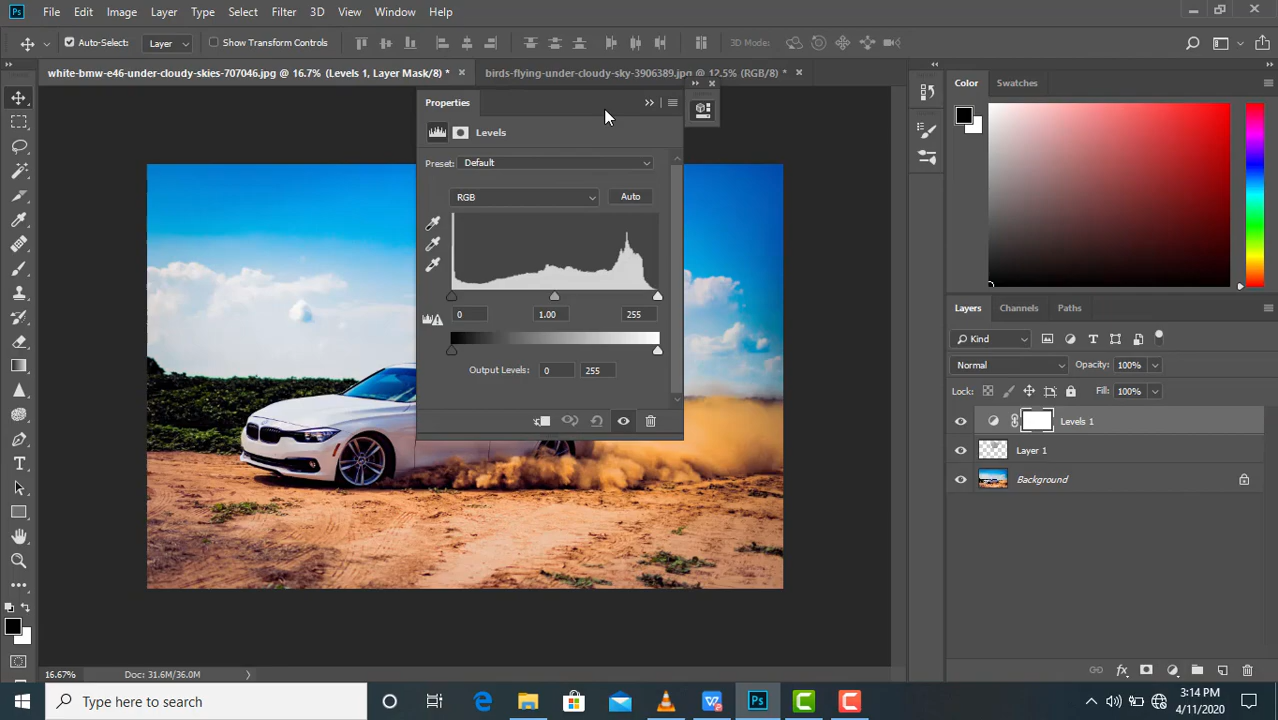 Ps File Edit Image Layer Type Select Filter 3D View Window Help
Auto-Select: Layer Show Transform Controls 3D Mode:
white-bmw-e46-under-cloudy-skies-707046.jpg @ 16.7% (Levels 1, Layer Mask/8) * × birds-flying-under-cloudy-sky-3906389.jpg @ 12.5% (RGB/8) * ×
Properties
Levels
Preset: Default
RGB Auto
0 1.00 255
Output Levels: 0 255
Color Swatches
Layers Channels Paths
Kind
Normal Opacity: 100%
Lock: Fill: 100%
Levels 1
Layer 1
Background
fx
16.67% Doc: 31.6M/36.0M
Type here to search
Ps
3:14 PM
4/11/2020